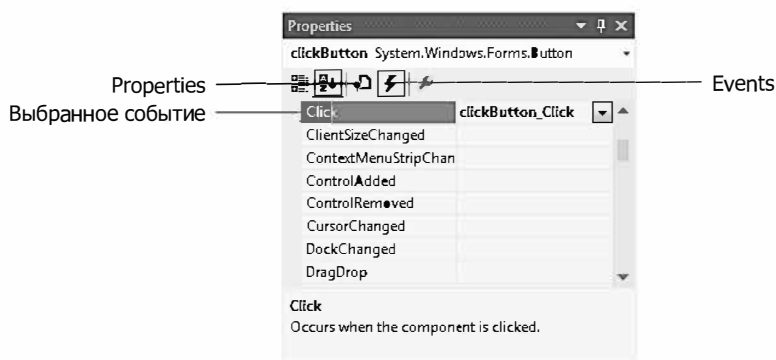 Properties
clickButton System.Windows.Forms.Button
Properties
Events
Выбранное событие
Click clickButton_Click
ClientSizeChanged
ContextMenuStripChan
ControlAdded
ControlRemoved
CursorChanged
DockChanged
DragDrop
Click
Occurs when the component is clicked.